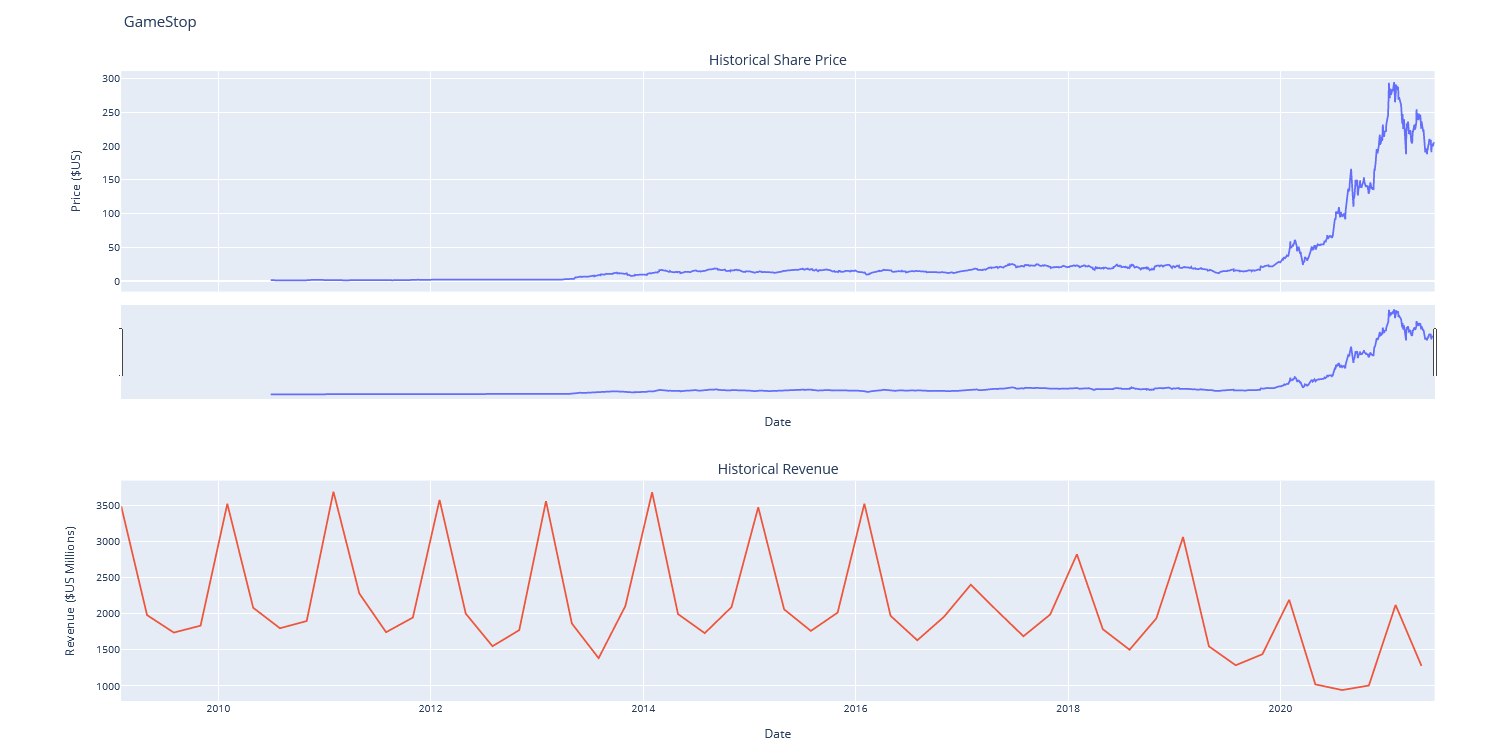 GameStop
Historical Share Price
Price ($US)
300
250
200
150
100
50
0
Date
Historical Revenue
Revenue ($US Millions)
3500
3000
2500
2000
1500
1000
2010 2012 2014 2016 2018 2020
Date